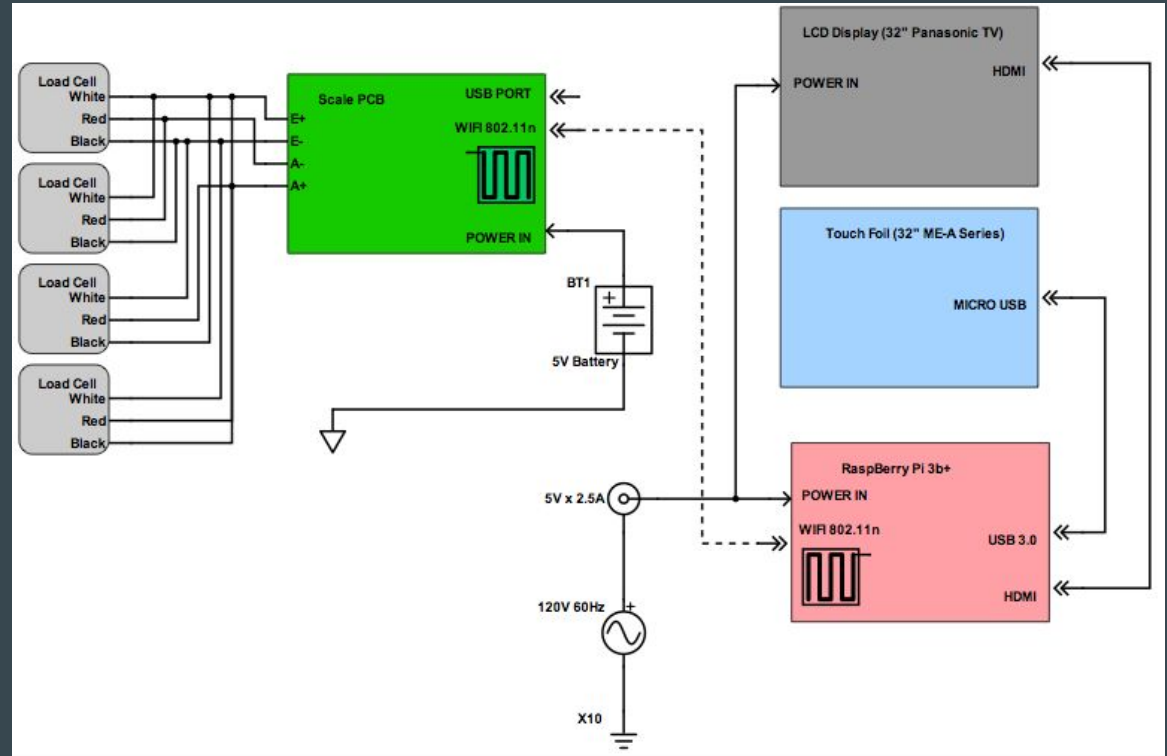 Load Cell
White
Red
Black
Load Cell
White
Red
Black
Load Cell
White
Red
Black
Load Cell
White
Red
Black
Scale PCB
USB PORT
WIFI 802.11n
E+
E-
A-
A+
POWER IN
BT1
+
5V Battery
LCD Display (32" Panasonic TV)
HDMI
POWER IN
Touch Foil (32" ME-A Series)
MICRO USB
RaspBerry Pi 3b+
POWER IN
WIFI 802.11n
USB 3.0
HDMI
5V x 2.5A
120V 60Hz
+
X10